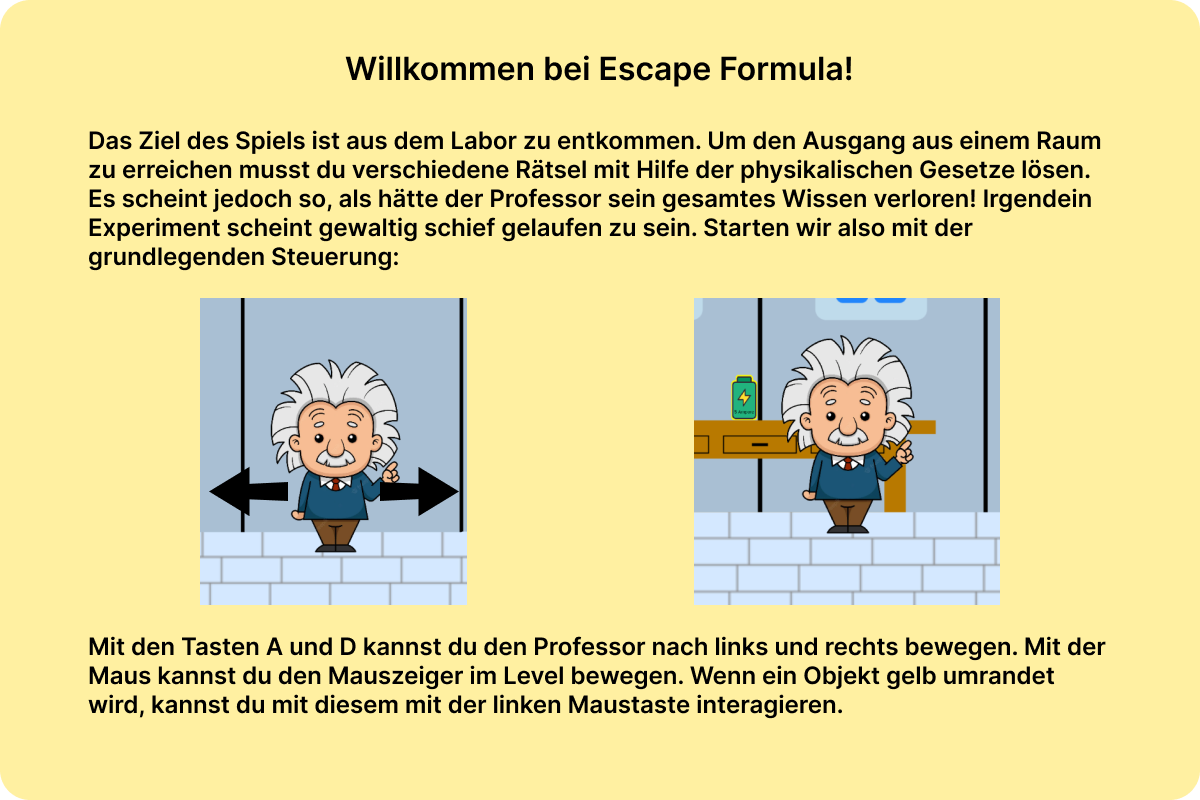 Willkommen bei Escape Formula!
Das Ziel des Spiels ist aus dem Labor zu entkommen. Um den Ausgang aus einem Raum
zu erreichen musst du verschiedene Rätsel mit Hilfe der physikalischen Gesetze lösen.
Es scheint jedoch so, als hätte der Professor sein gesamtes Wissen verloren! Irgendein
Experiment scheint gewaltig schief gelaufen zu sein. Starten wir also mit der
grundlegenden Steuerung:
Mit den Tasten A und D kannst du den Professor nach links und rechts bewegen. Mit der
Maus kannst du den Mauszeiger im Level bewegen. Wenn ein Objekt gelb umrandet
wird, kannst du mit diesem mit der linken Maustaste interagieren.